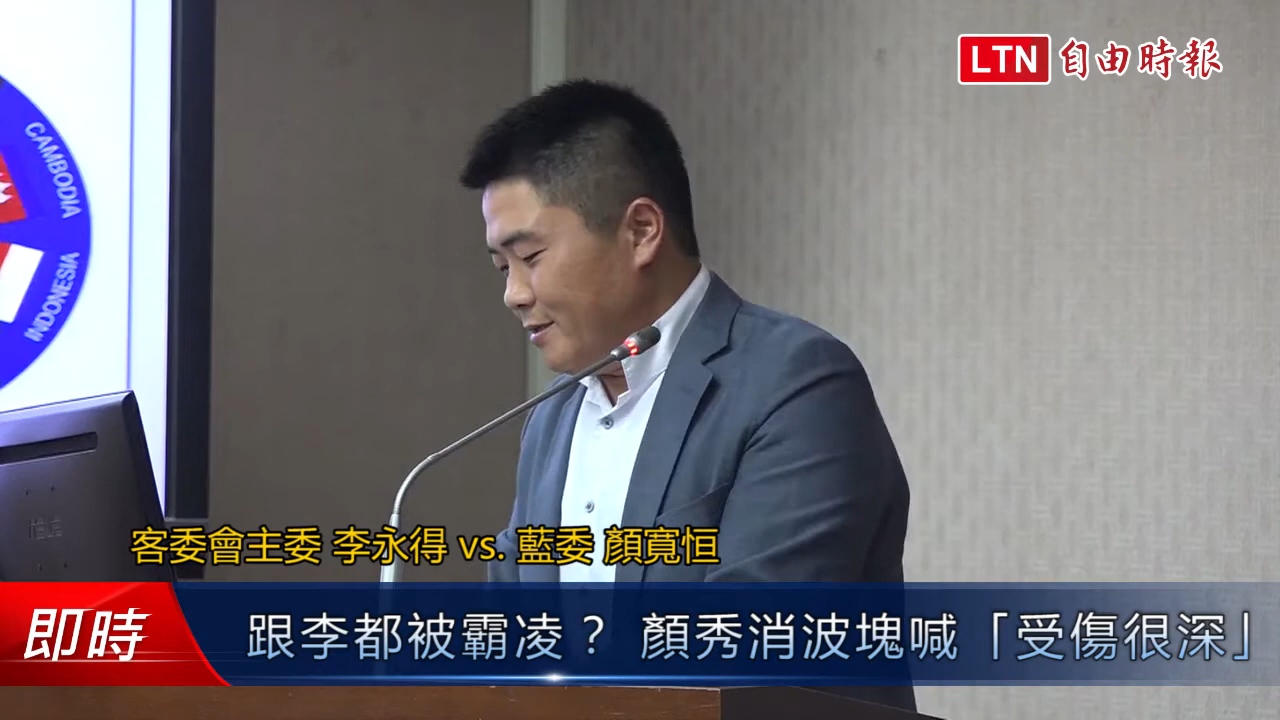 LTN 自由時報
CAMBODIA
INDONESIA
客委會主委 李永得 vs. 藍委 顏寬恒
即時
跟李都被霸凌？ 顏秀消波塊喊「受傷很深」